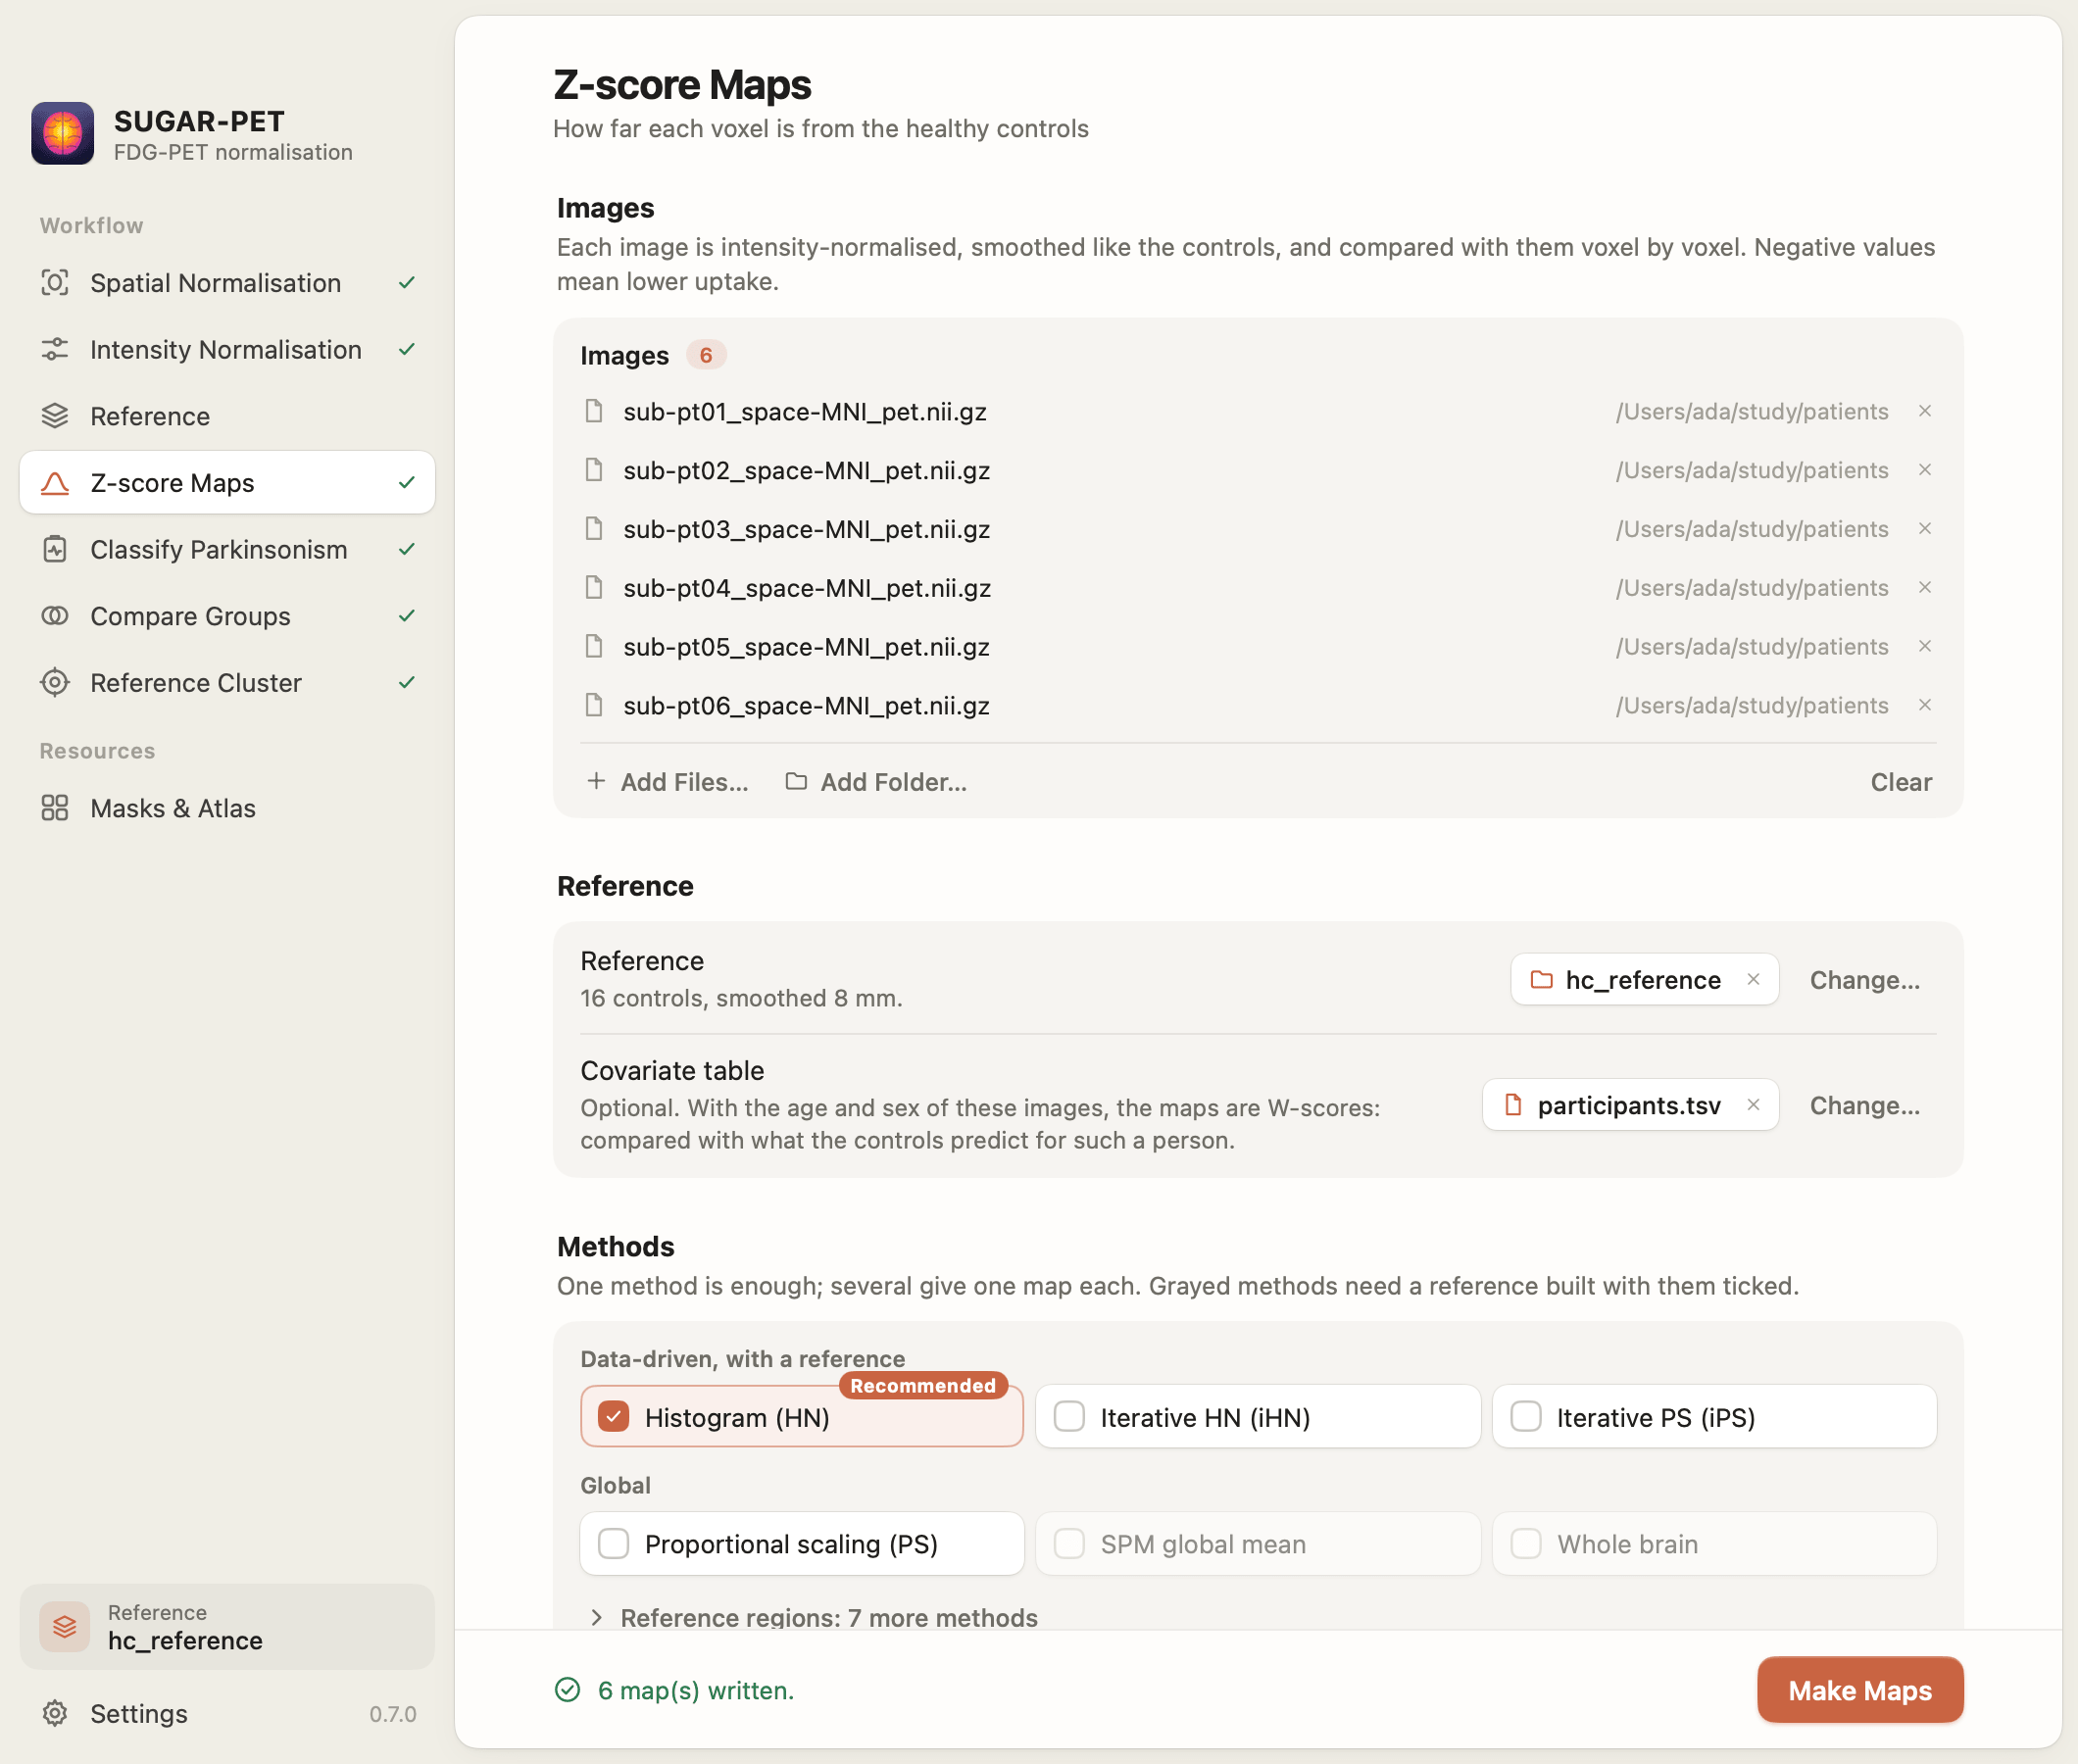 SUGAR-PET
FDG-PET normalisation
Workflow
Spatial Normalisation
Intensity Normalisation
Reference
Z-score Maps
Classify Parkinsonism
Compare Groups
Reference Cluster
Resources
Masks & Atlas
Reference
hc_reference
Settings
0.7.0
Z-score Maps
How far each voxel is from the healthy controls
Images
Each image is intensity-normalised, smoothed like the controls, and compared with them voxel by voxel. Negative values
mean lower uptake.
Images 6
sub-pt01_space-MNI_pet.nii.gz /Users/ada/study/patients ×
sub-pt02_space-MNI_pet.nii.gz /Users/ada/study/patients ×
sub-pt03_space-MNI_pet.nii.gz /Users/ada/study/patients ×
sub-pt04_space-MNI_pet.nii.gz /Users/ada/study/patients ×
sub-pt05_space-MNI_pet.nii.gz /Users/ada/study/patients ×
sub-pt06_space-MNI_pet.nii.gz /Users/ada/study/patients ×
+ Add Files... Add Folder... Clear
Reference
Reference
16 controls, smoothed 8 mm.
hc_reference × Change...
Covariate table
Optional. With the age and sex of these images, the maps are W-scores:
compared with what the controls predict for such a person.
participants.tsv × Change...
Methods
One method is enough; several give one map each. Grayed methods need a reference built with them ticked.
Data-driven, with a reference
Recommended
Histogram (HN) Iterative HN (iHN) Iterative PS (iPS)
Global
Proportional scaling (PS) SPM global mean Whole brain
Reference regions: 7 more methods
6 map(s) written.
Make Maps